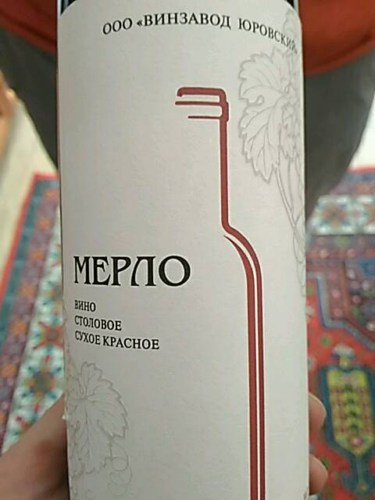 ООО «ВИНЗАВОД ЮРОВСКИЙ»
МЕРЛО
ВИНО
СТОЛОВОЕ
СУХОЕ КРАСНОЕ